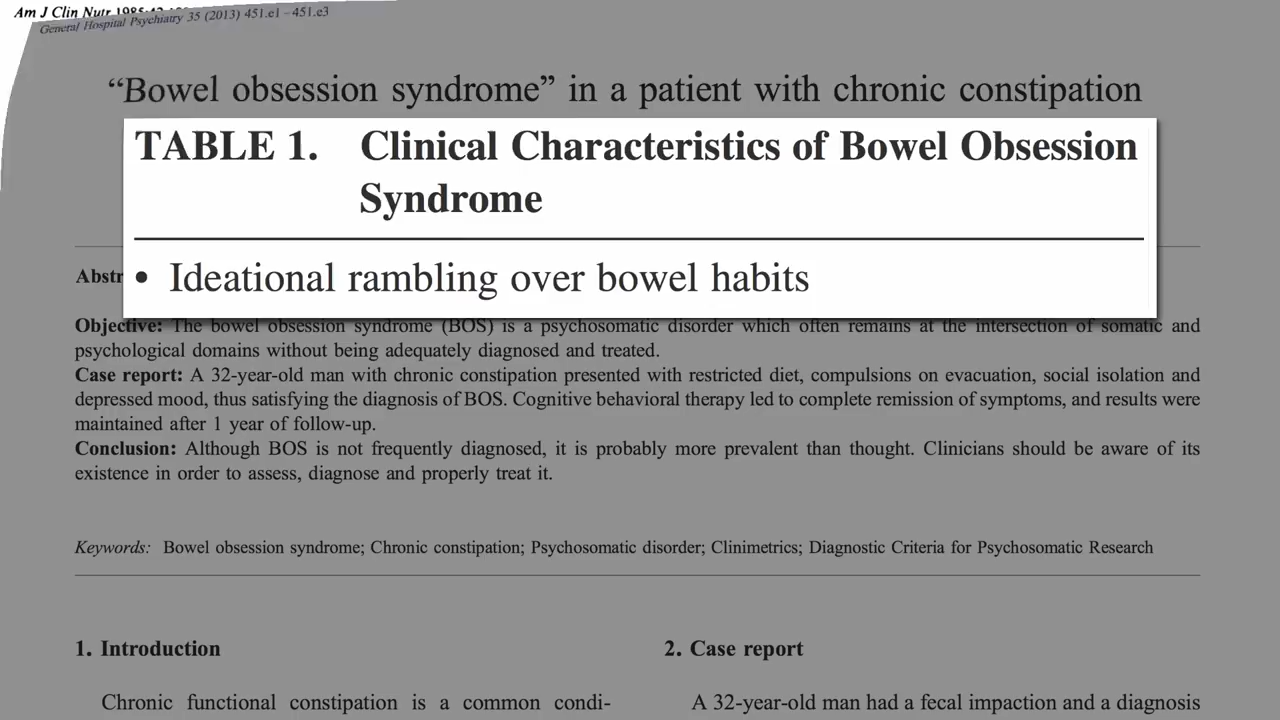 Am J Clin Nutr 1985;42
General Hospital Psychiatry 35 (2013) 451.e1–451.e3
“Bowel obsession syndrome” in a patient with chronic constipation
TABLE 1. Clinical Characteristics of Bowel Obsession
Syndrome
• Ideational rambling over bowel habits
Abstr
Objective: The bowel obsession syndrome (BOS) is a psychosomatic disorder which often remains at the intersection of somatic and
psychological domains without being adequately diagnosed and treated.
Case report: A 32-year-old man with chronic constipation presented with restricted diet, compulsions on evacuation, social isolation and
depressed mood, thus satisfying the diagnosis of BOS. Cognitive behavioral therapy led to complete remission of symptoms, and results were
maintained after 1 year of follow-up.
Conclusion: Although BOS is not frequently diagnosed, it is probably more prevalent than thought. Clinicians should be aware of its
existence in order to assess, diagnose and properly treat it.
Keywords: Bowel obsession syndrome; Chronic constipation; Psychosomatic disorder; Clinimetrics; Diagnostic Criteria for Psychosomatic Research
1. Introduction
Chronic functional constipation is a common condi-
2. Case report
A 32-year-old man had a fecal impaction and a diagnosis